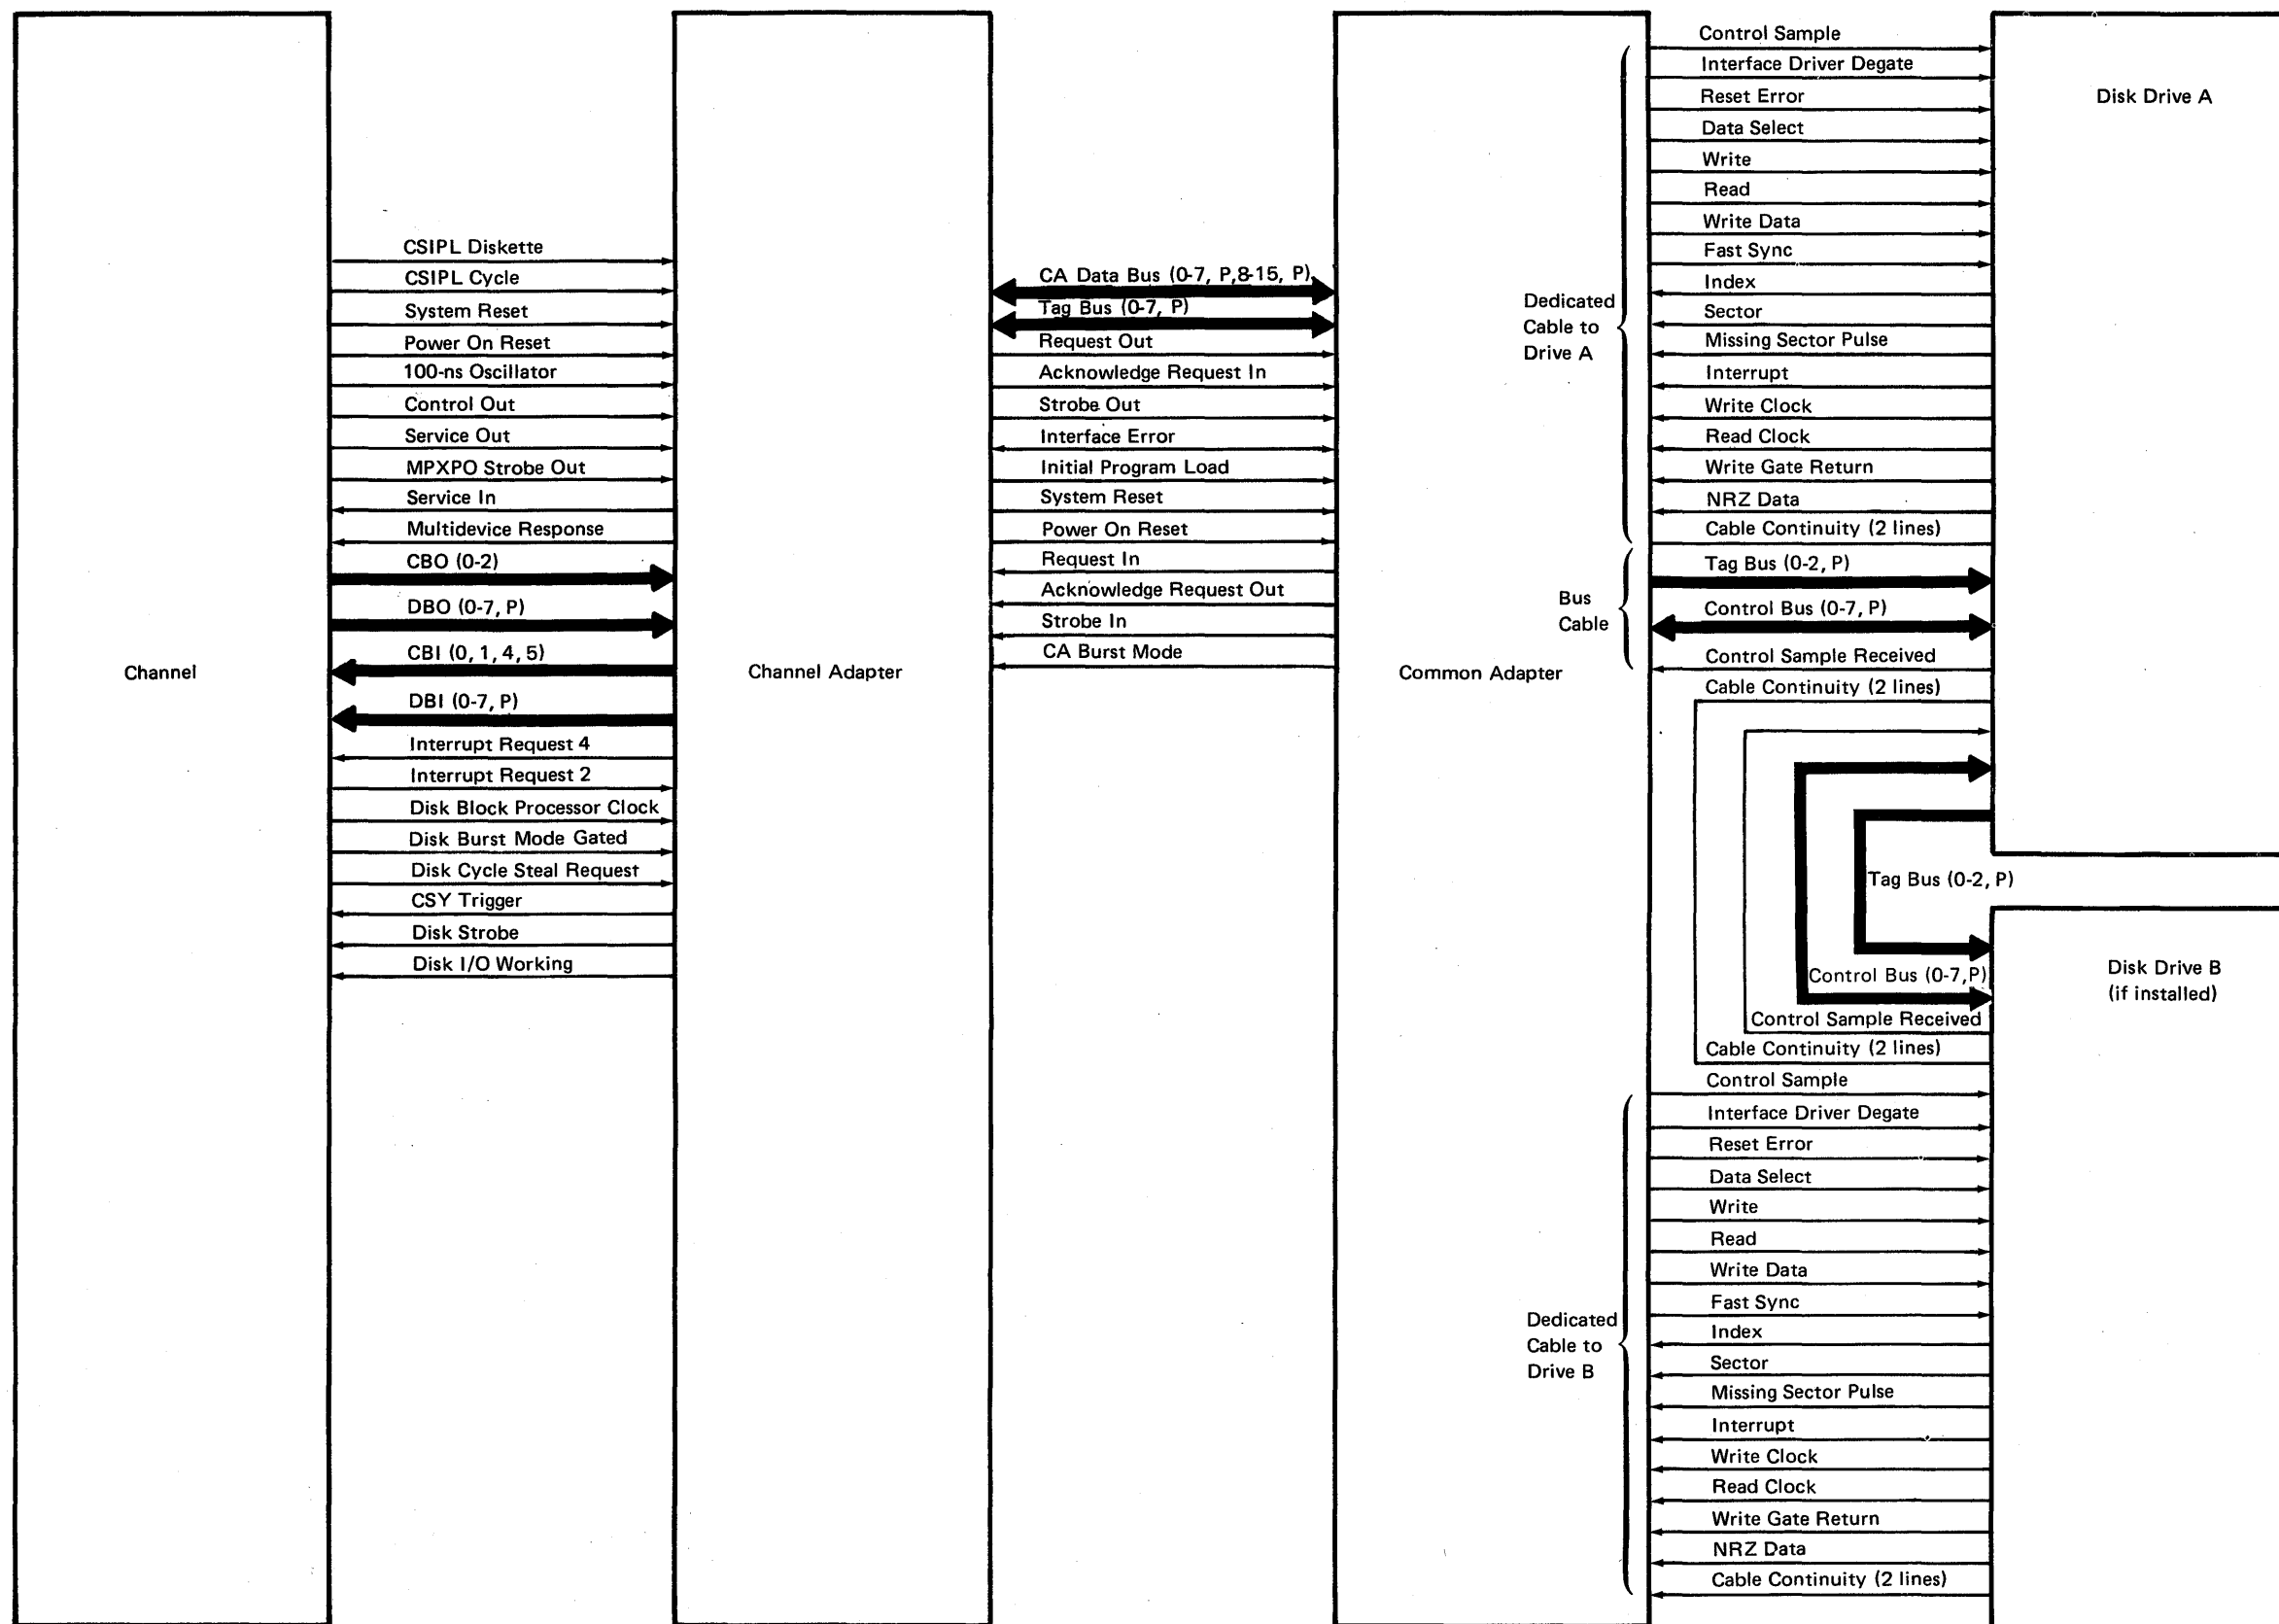 Channel
CSIPL Diskette
CSIPL Cycle
System Reset
Power On Reset
100-ns Oscillator
Control Out
Service Out
MPXPO Strobe Out
Service In
Multidevice Response
CBO (0-2)
DBO (0-7, P)
CBI (0, 1, 4, 5)
DBI (0-7, P)
Interrupt Request 4
Interrupt Request 2
Disk Block Processor Clock
Disk Burst Mode Gated
Disk Cycle Steal Request
CSY Trigger
Disk Strobe
Disk I/O Working
Channel Adapter
CA Data Bus (0-7, P,8-15, P)
Tag Bus (0-7, P)
Request Out
Acknowledge Request In
Strobe Out
Interface Error
Initial Program Load
System Reset
Power On Reset
Request In
Acknowledge Request Out
Strobe In
CA Burst Mode
Common Adapter
Dedicated
Cable to
Drive A
Control Sample
Interface Driver Degate
Reset Error
Data Select
Write
Read
Write Data
Fast Sync
Index
Sector
Missing Sector Pulse
Interrupt
Write Clock
Read Clock
Write Gate Return
NRZ Data
Cable Continuity (2 lines)
Bus
Cable
Tag Bus (0-2, P)
Control Bus (0-7, P)
Control Sample Received
Cable Continuity (2 lines)
Disk Drive A
Tag Bus (0-2, P)
Control Bus (0-7,P)
Control Sample Received
Cable Continuity (2 lines)
Disk Drive B
(if installed)
Dedicated
Cable to
Drive B
Control Sample
Interface Driver Degate
Reset Error
Data Select
Write
Read
Write Data
Fast Sync
Index
Sector
Missing Sector Pulse
Interrupt
Write Clock
Read Clock
Write Gate Return
NRZ Data
Cable Continuity (2 lines)